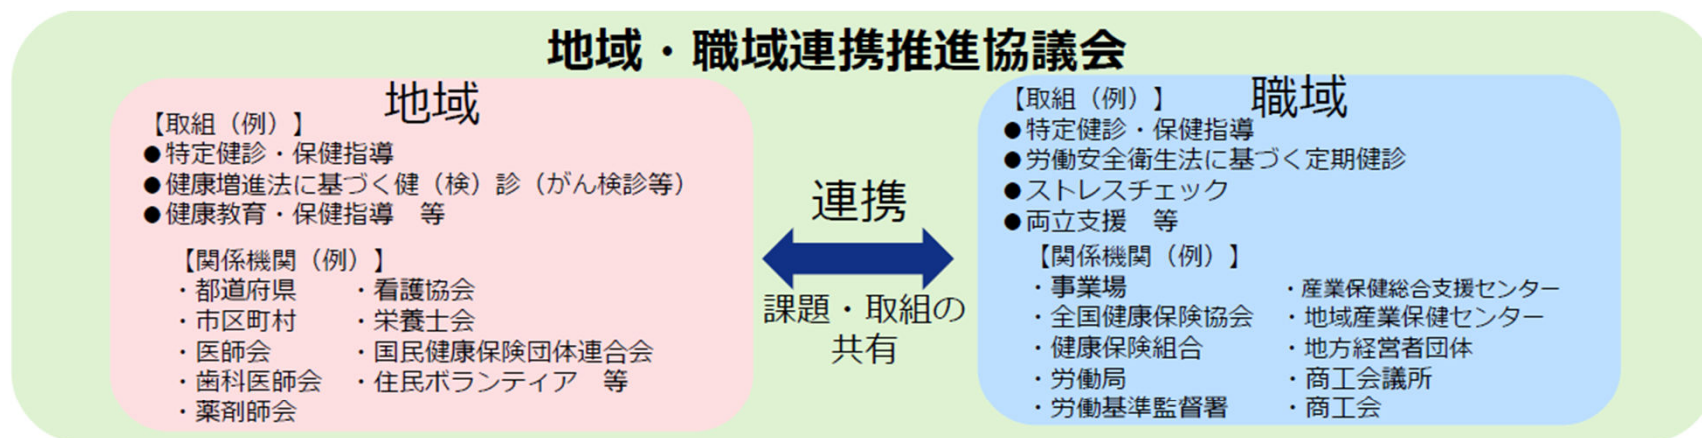 地域・職域連携推進協議会
地域
【取組（例）】
●特定健診・保健指導
●健康増進法に基づく健（検）診（がん検診等）
●健康教育・保健指導　等
【関係機関（例）】
・都道府県
・市区町村
・医師会
・歯科医師会
・薬剤師会
・看護協会
・栄養士会
・国民健康保険団体連合会
・住民ボランティア　等
連携
課題・取組の
共有
職域
【取組（例）】
●特定健診・保健指導
●労働安全衛生法に基づく定期健診
●ストレスチェック
●両立支援　等
【関係機関（例）】
・事業場
・全国健康保険協会
・健康保険組合
・労働局
・労働基準監督署
・産業保健総合支援センター
・地域産業保健センター
・地方経営者団体
・商工会議所
・商工会